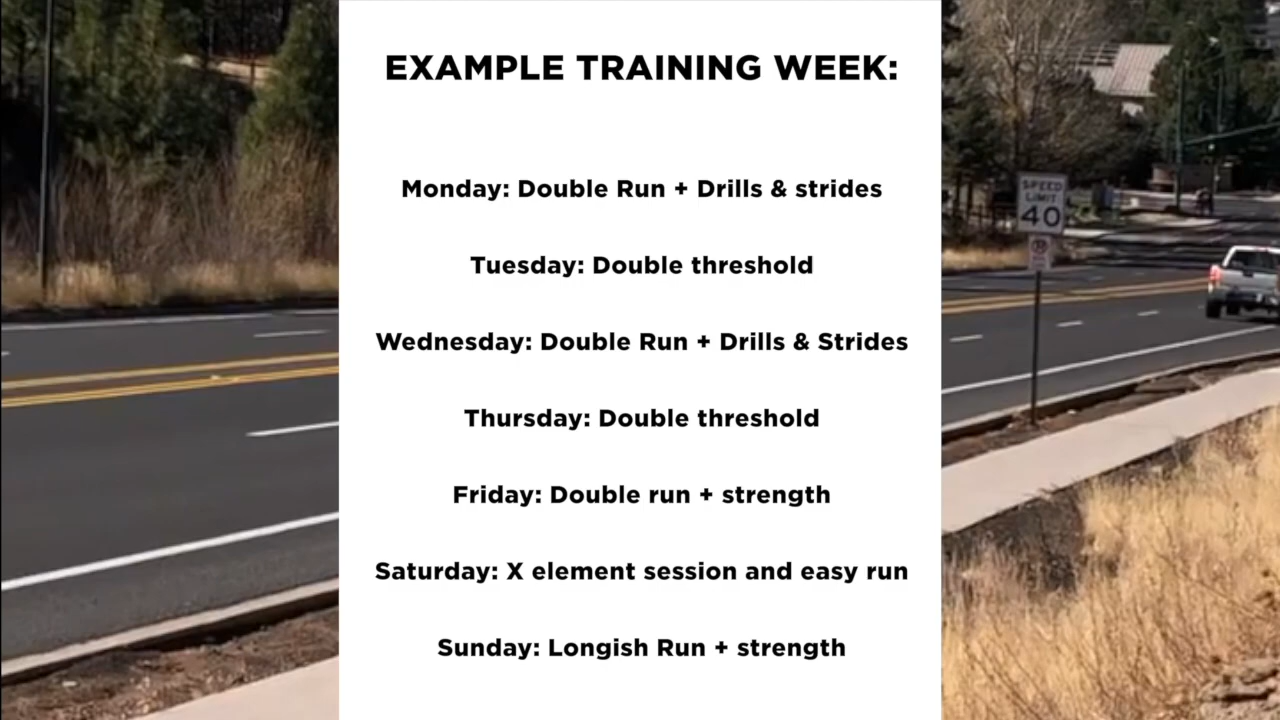 EXAMPLE TRAINING WEEK:
Monday: Double Run + Drills & strides
Tuesday: Double threshold
Wednesday: Double Run + Drills & Strides
Thursday: Double threshold
Friday: Double run + strength
Saturday: X element session and easy run
Sunday: Longish Run + strength
SPEED
LIMIT
40